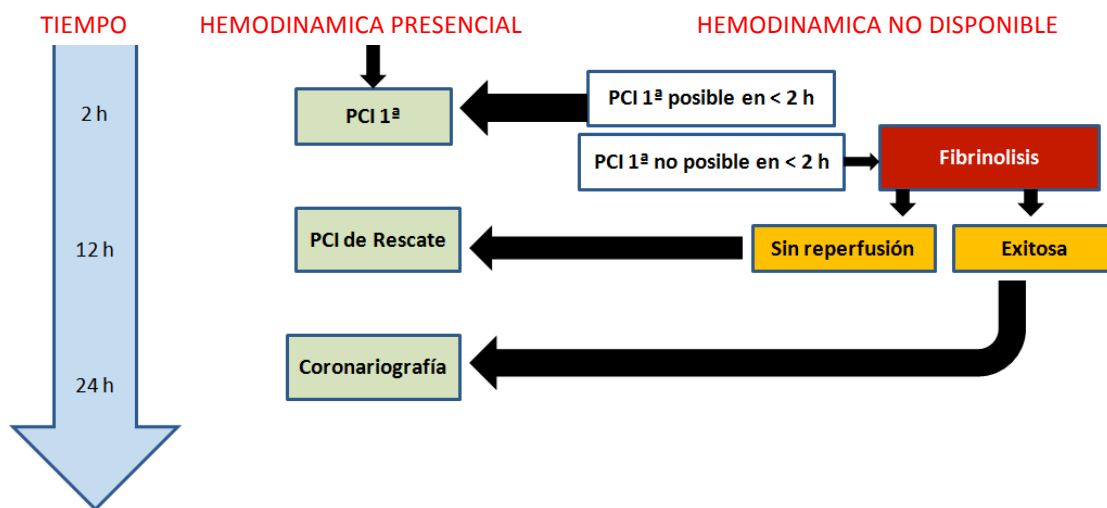 TIEMPO
HEMODINAMICA PRESENCIAL
HEMODINAMICA NO DISPONIBLE
2 h
PCI 1ª
PCI 1ª posible en < 2 h
PCI 1ª no posible en < 2 h
Fibrinolisis
12 h
PCI de Rescate
Sin reperfusión
Exitosa
24 h
Coronariografía